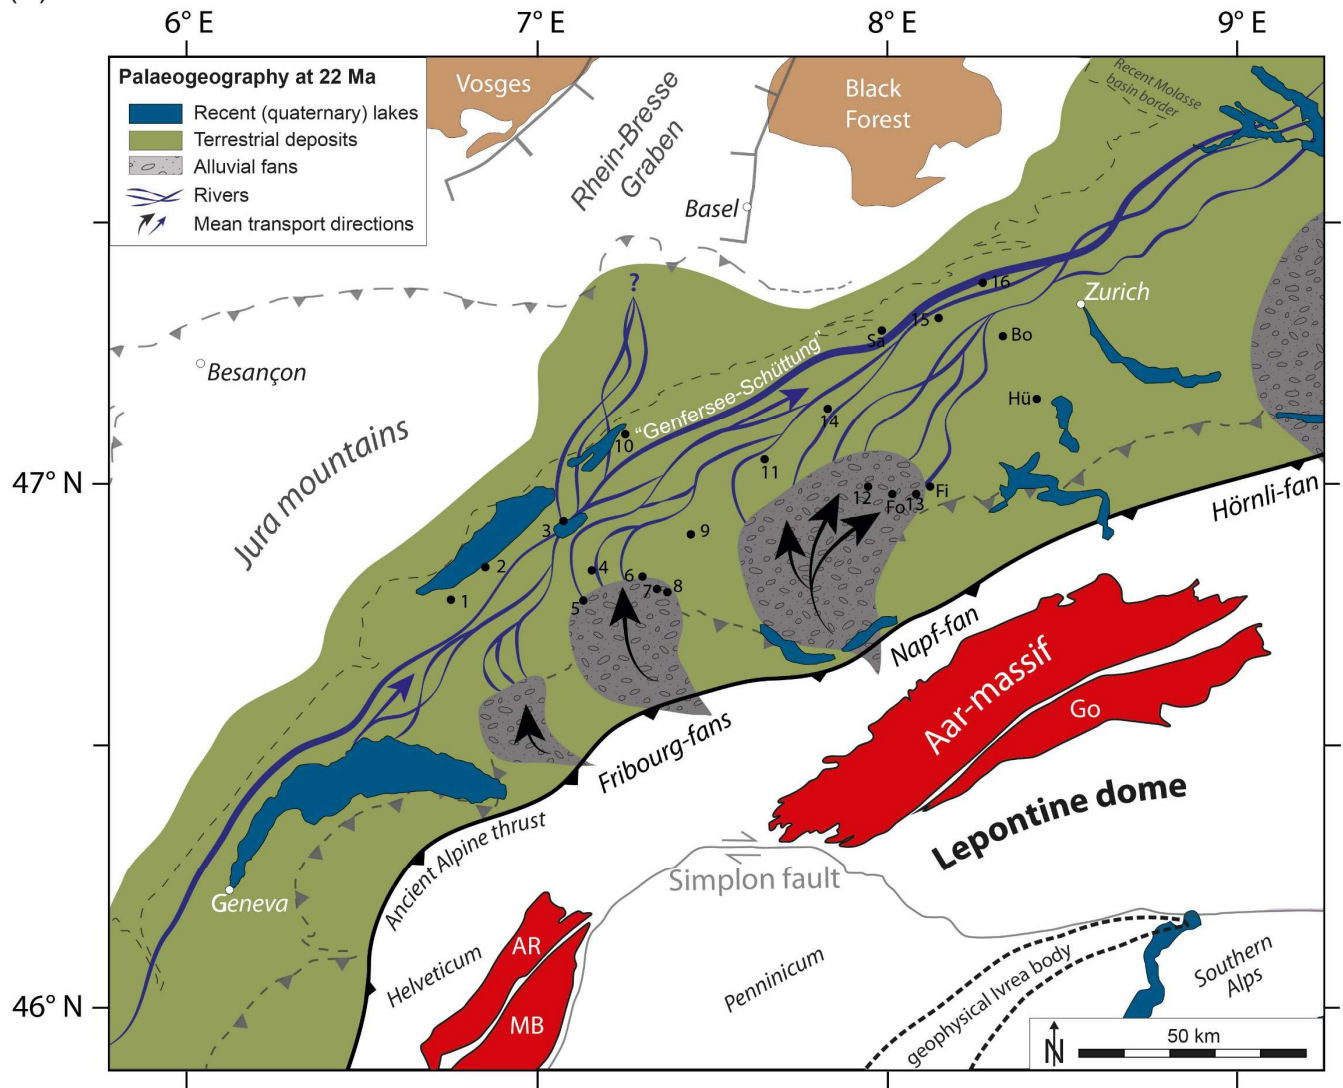 6° E
7° E
8° E
9° E
Palaeogeography at 22 Ma
Recent (quaternary) lakes
Terrestrial deposits
Alluvial fans
Rivers
Mean transport directions
Vosges
Rhein-Bresse
Graben
Black
Forest
Recent Molasse
basin border
Basel
?
16
Zurich
15
Sa
Bo
Besançon
"Genfersee-Schüttung"
Hü
14
10
Jura mountains
11
47° N
12
Fo
13
Fi
Hörnli-fan
3
9
2
4
6
7
8
1
5
Napf-fan
Aar-massif
Go
Fribourg-fans
Lepontine dome
Ancient Alpine thrust
Simplon fault
Geneva
AR
Helveticum
Penninicum
geophysical Ivrea body
Southern
Alps
46° N
MB
N
50 km